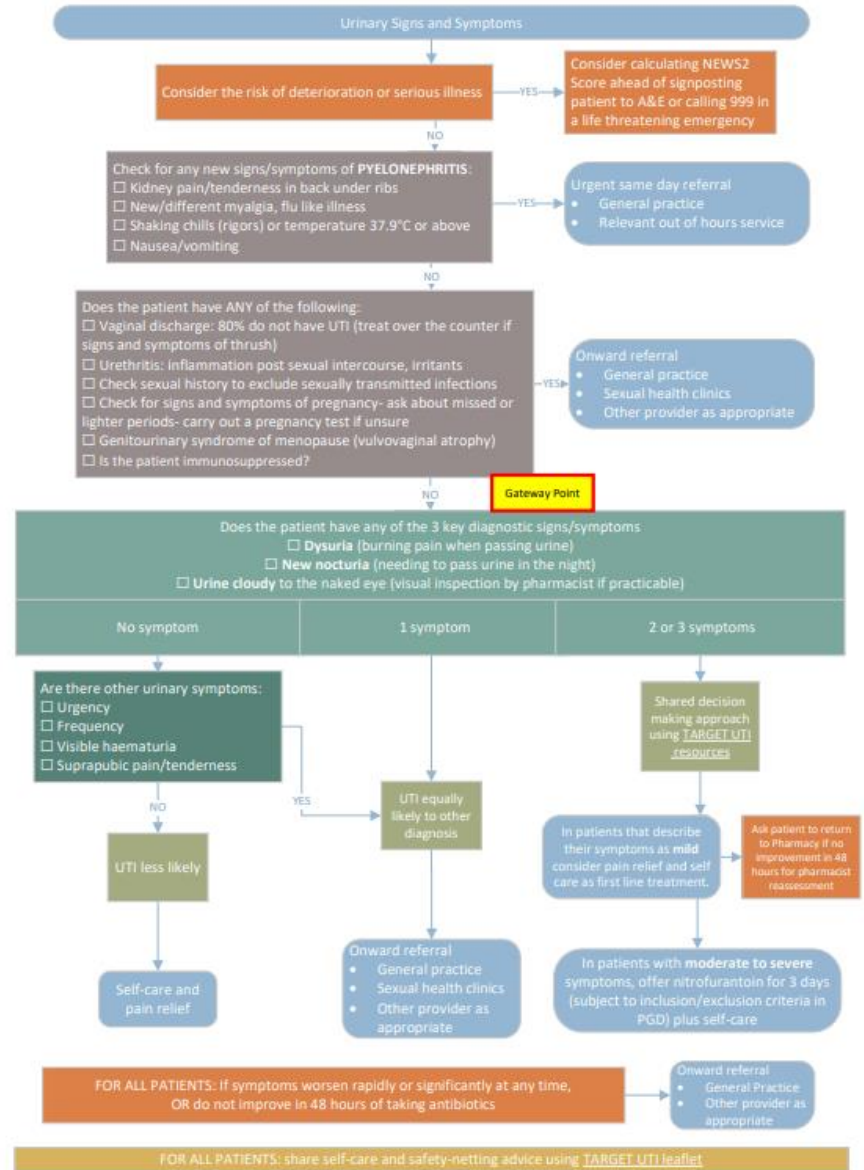 Urinary Signs and Symptoms
Consider the risk of deterioration or serious illness
YES
Consider calculating NEWS2
Score ahead of signposting
patient to A&E or calling 999 in
a life threatening emergency
NO
Check for any new signs/symptoms of PYELONEPHRITIS:
☐ Kidney pain/tenderness in back under ribs
☐ New/different myalgia, flu like illness
☐ Shaking chills (rigors) or temperature 37.9°C or above
☐ Nausea/vomiting
YES
Urgent same day referral
• General practice
• Relevant out of hours service
NO
Does the patient have ANY of the following:
☐ Vaginal discharge: 80% do not have UTI (treat over the counter if
signs and symptoms of thrush)
☐ Urethritis: inflammation post sexual intercourse, irritants
☐ Check sexual history to exclude sexually transmitted infections
☐ Check for signs and symptoms of pregnancy- ask about missed or
lighter periods- carry out a pregnancy test if unsure
☐ Genitourinary syndrome of menopause (vulvovaginal atrophy)
☐ Is the patient immunosuppressed?
YES
Onward referral
• General practice
• Sexual health clinics
• Other provider as appropriate
NO
Gateway Point
Does the patient have any of the 3 key diagnostic signs/symptoms
☐ Dysuria (burning pain when passing urine)
☐ New nocturia (needing to pass urine in the night)
☐ Urine cloudy to the naked eye (visual inspection by pharmacist if practicable)
No symptom
1 symptom
2 or 3 symptoms
Are there other urinary symptoms:
☐ Urgency
☐ Frequency
☐ Visible haematuria
☐ Suprapubic pain/tenderness
NO
YES
UTI less likely
Self-care and
pain relief
UTI equally
likely to other
diagnosis
Onward referral
• General practice
• Sexual health clinics
• Other provider as
appropriate
Shared decision
making approach
using TARGET UTI
resources
In patients that describe
their symptoms as mild
consider pain relief and self
care as first line treatment.
Ask patient to return
to Pharmacy if no
improvement in 48
hours for pharmacist
reassessment
In patients with moderate to severe
symptoms, offer nitrofurantoin for 3 days
(subject to inclusion/exclusion criteria in
PGD) plus self-care
FOR ALL PATIENTS: If symptoms worsen rapidly or significantly at any time,
OR do not improve in 48 hours of taking antibiotics
Onward referral
• General Practice
• Other provider as
appropriate
FOR ALL PATIENTS: share self-care and safety-netting advice using TARGET UTI leaflet